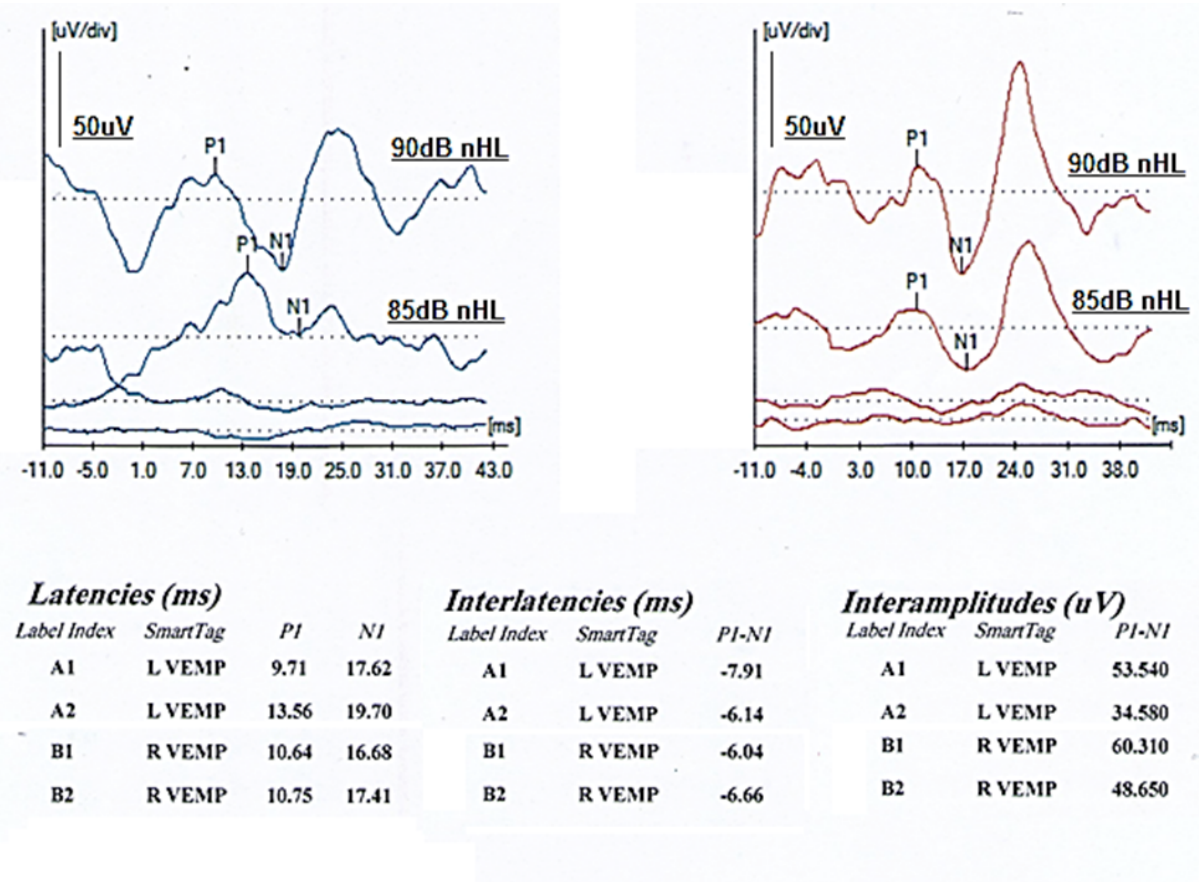 [uV/div]
50uV
P1
90dB nHL
P1
N1
N1
85dB nHL
[ms]
-11.0 -5.0 1.0 7.0 13.0 19.0 25.0 31.0 37.0 43.0
[uV/div]
50uV
P1
90dB nHL
N1
P1
85dB nHL
N1
[ms]
-11.0 -4.0 3.0 10.0 17.0 24.0 31.0 38.0
Latencies (ms)
Label Index SmartTag P1 N1
A1 L VEMP 9.71 17.62
A2 L VEMP 13.56 19.70
B1 R VEMP 10.64 16.68
B2 R VEMP 10.75 17.41
Interlatencies (ms)
Label Index SmartTag P1-N1
A1 L VEMP -7.91
A2 L VEMP -6.14
B1 R VEMP -6.04
B2 R VEMP -6.66
Interamplitudes (uV)
Label Index SmartTag P1-N1
A1 L VEMP 53.540
A2 L VEMP 34.580
B1 R VEMP 60.310
B2 R VEMP 48.650